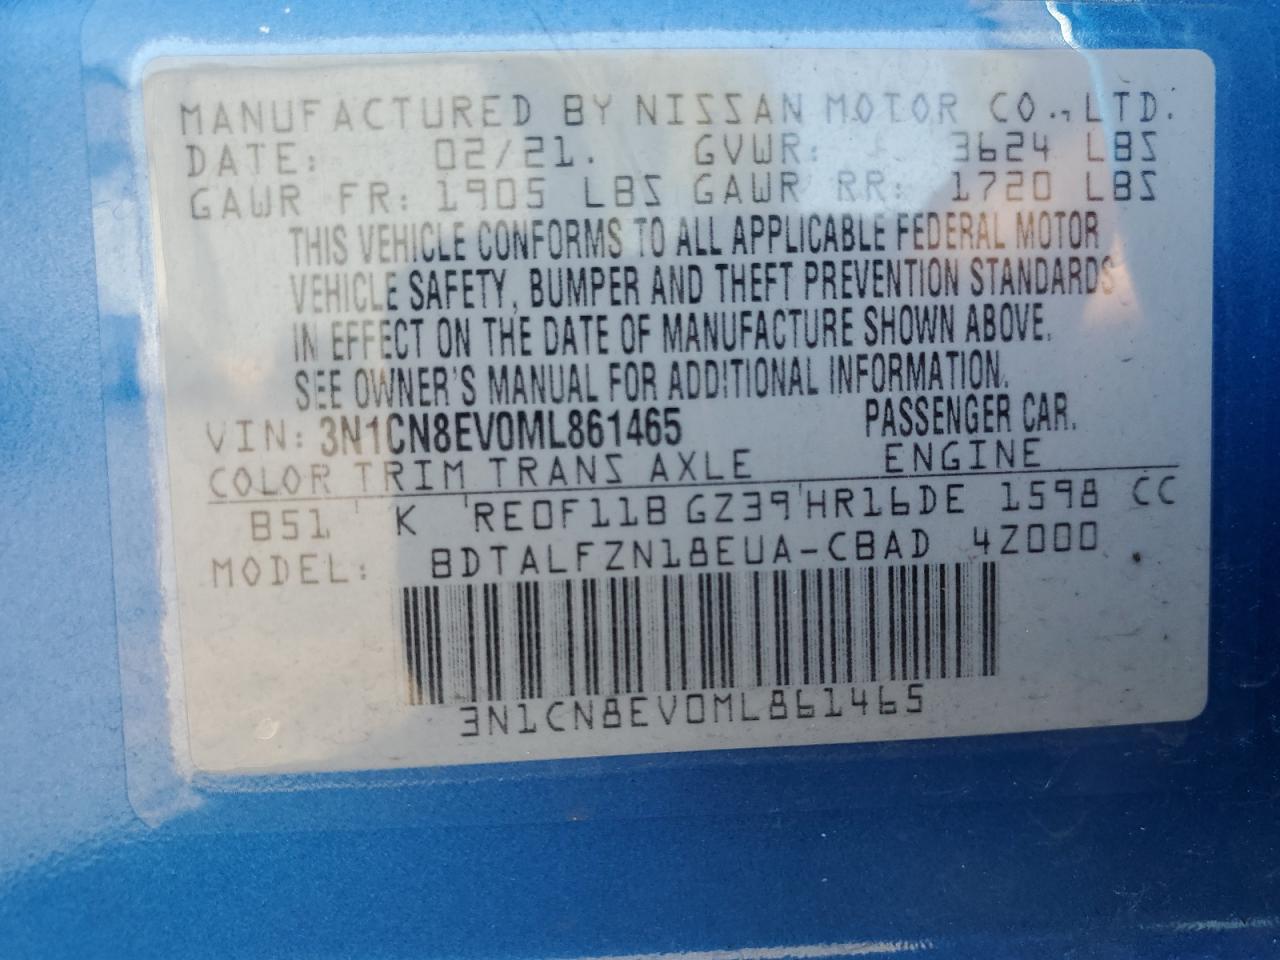 MANUFACTURED BY NISSAN MOTOR CO., LTD.
DATE: 02/21. GVWR: 3624 LBS
GAWR FR: 1905 LBS GAWR RR: 1720 LBS
THIS VEHICLE CONFORMS TO ALL APPLICABLE FEDERAL MOTOR
VEHICLE SAFETY, BUMPER AND THEFT PREVENTION STANDARDS
IN EFFECT ON THE DATE OF MANUFACTURE SHOWN ABOVE.
SEE OWNER'S MANUAL FOR ADDITIONAL INFORMATION.
VIN: 3N1CN8EV0ML861465 PASSENGER CAR.
COLOR TRIM TRANS AXLE ENGINE
B51 K RE0F11B GZ39 HR16DE 1598 CC
MODEL: BDTALFZN18EUA-CBAD 4Z000
3N1CN8EV0ML861465